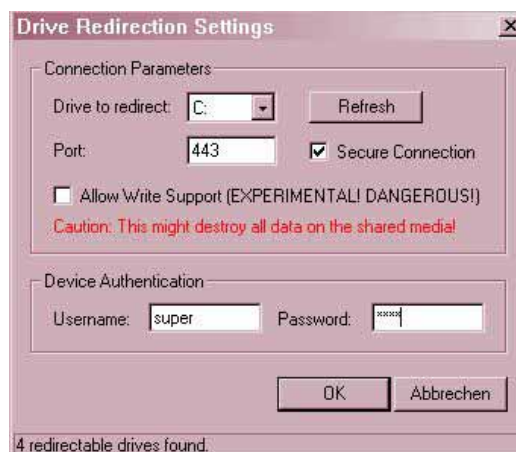 Drive Redirection Settings
Connection Parameters
Drive to redirect: C: Refresh
Port: 443 Secure Connection
Allow Write Support (EXPERIMENTAL! DANGEROUS!)
Caution: This might destroy all data on the shared media!
Device Authentication
Username: super Password: ****
OK Abbrechen
4 redirectable drives found.